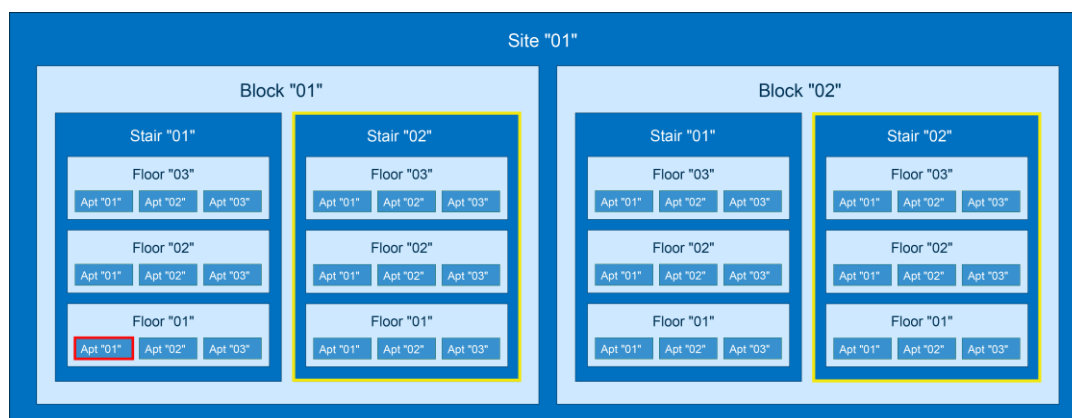 Site "01"
Block "01"
Stair "01"
Floor "03"
Apt "01" Apt "02" Apt "03"
Floor "02"
Apt "01" Apt "02" Apt "03"
Floor "01"
Apt "01" Apt "02" Apt "03"
Stair "02"
Floor "03"
Apt "01" Apt "02" Apt "03"
Floor "02"
Apt "01" Apt "02" Apt "03"
Floor "01"
Apt "01" Apt "02" Apt "03"
Block "02"
Stair "01"
Floor "03"
Apt "01" Apt "02" Apt "03"
Floor "02"
Apt "01" Apt "02" Apt "03"
Floor "01"
Apt "01" Apt "02" Apt "03"
Stair "02"
Floor "03"
Apt "01" Apt "02" Apt "03"
Floor "02"
Apt "01" Apt "02" Apt "03"
Floor "01"
Apt "01" Apt "02" Apt "03"